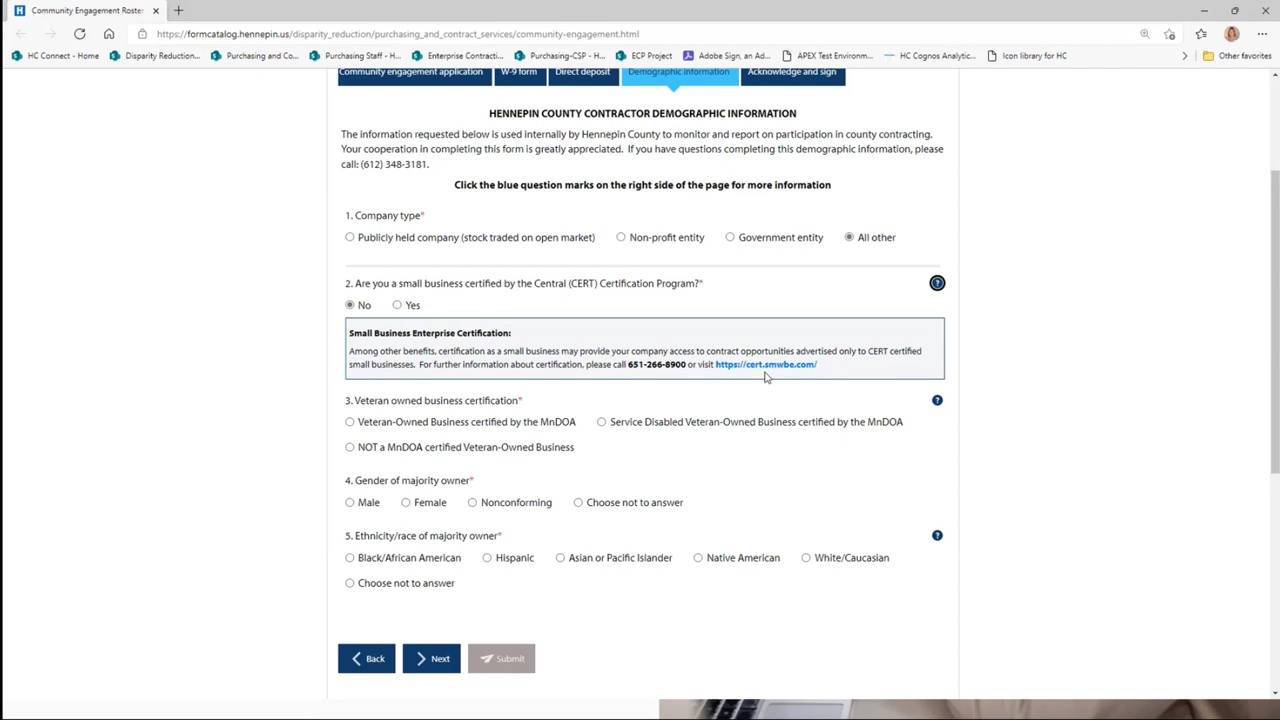 Community Engagement Roster
https://formcatalog.hennepin.us/disparity_reduction/purchasing_and_contract_services/community-engagement.html
HC Connect - Home
Disparity Reduction...
Purchasing and Co...
Purchasing Staff - H...
Enterprise Contracti...
Purchasing-CSP - H...
ECP Project
Adobe Sign, an Ad...
APEX Test Environm...
HC Cognos Analytic...
Icon library for HC
Other favorites
Community engagement application
W-9 form
Direct deposit
Demographic information
Acknowledge and sign
HENNEPIN COUNTY CONTRACTOR DEMOGRAPHIC INFORMATION
The information requested below is used internally by Hennepin County to monitor and report on participation in county contracting.
Your cooperation in completing this form is greatly appreciated. If you have questions completing this demographic information, please
call: (612) 348-3181.
Click the blue question marks on the right side of the page for more information
1. Company type*
Publicly held company (stock traded on open market)
Non-profit entity
Government entity
All other
2. Are you a small business certified by the Central (CERT) Certification Program?*
?
No
Yes
Small Business Enterprise Certification:
Among other benefits, certification as a small business may provide your company access to contract opportunities advertised only to CERT certified
small businesses. For further information about certification, please call 651-266-8900 or visit https://cert.smwbe.com/
3. Veteran owned business certification*
?
Veteran-Owned Business certified by the MnDOA
Service Disabled Veteran-Owned Business certified by the MnDOA
NOT a MnDOA certified Veteran-Owned Business
4. Gender of majority owner*
Male
Female
Nonconforming
Choose not to answer
5. Ethnicity/race of majority owner*
?
Black/African American
Hispanic
Asian or Pacific Islander
Native American
White/Caucasian
Choose not to answer
Back
Next
Submit